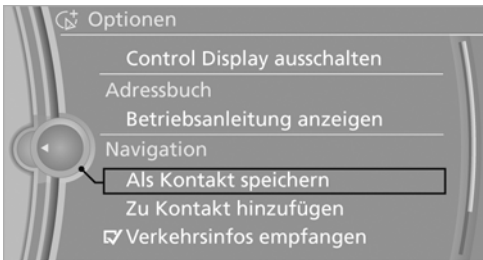 Optionen
Control Display ausschalten
Adressbuch
Betriebsanleitung anzeigen
Navigation
Als Kontakt speichern
Zu Kontakt hinzufügen
Verkehrsinfos empfangen